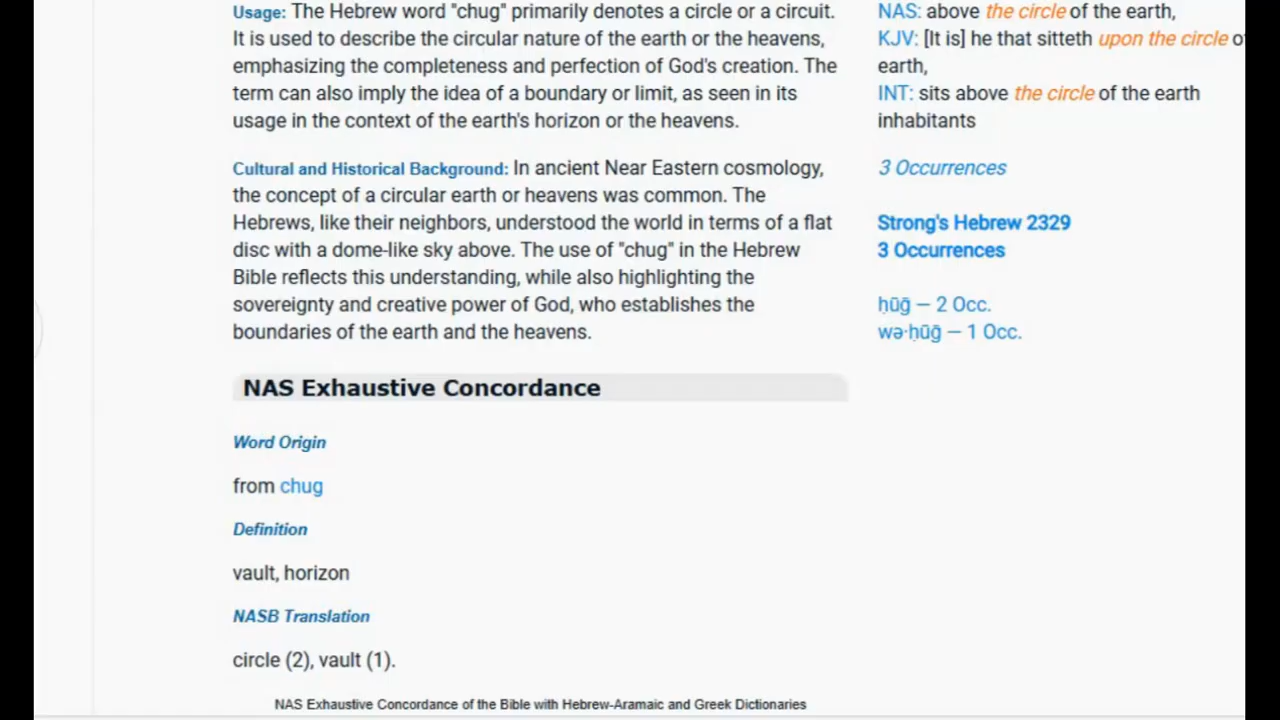 Usage: The Hebrew word "chug" primarily denotes a circle or a circuit.
It is used to describe the circular nature of the earth or the heavens,
emphasizing the completeness and perfection of God's creation. The
term can also imply the idea of a boundary or limit, as seen in its
usage in the context of the earth's horizon or the heavens.
Cultural and Historical Background: In ancient Near Eastern cosmology,
the concept of a circular earth or heavens was common. The
Hebrews, like their neighbors, understood the world in terms of a flat
disc with a dome-like sky above. The use of "chug" in the Hebrew
Bible reflects this understanding, while also highlighting the
sovereignty and creative power of God, who establishes the
boundaries of the earth and the heavens.
NAS Exhaustive Concordance
Word Origin
from chug
Definition
vault, horizon
NASB Translation
circle (2), vault (1).
NAS Exhaustive Concordance of the Bible with Hebrew-Aramaic and Greek Dictionaries
NAS: above the circle of the earth,
KJV: [It is] he that sitteth upon the circle
earth,
INT: sits above the circle of the earth
inhabitants
3 Occurrences
Strong's Hebrew 2329
3 Occurrences
ḥūḡ — 2 Occ.
wə·ḥūḡ — 1 Occ.